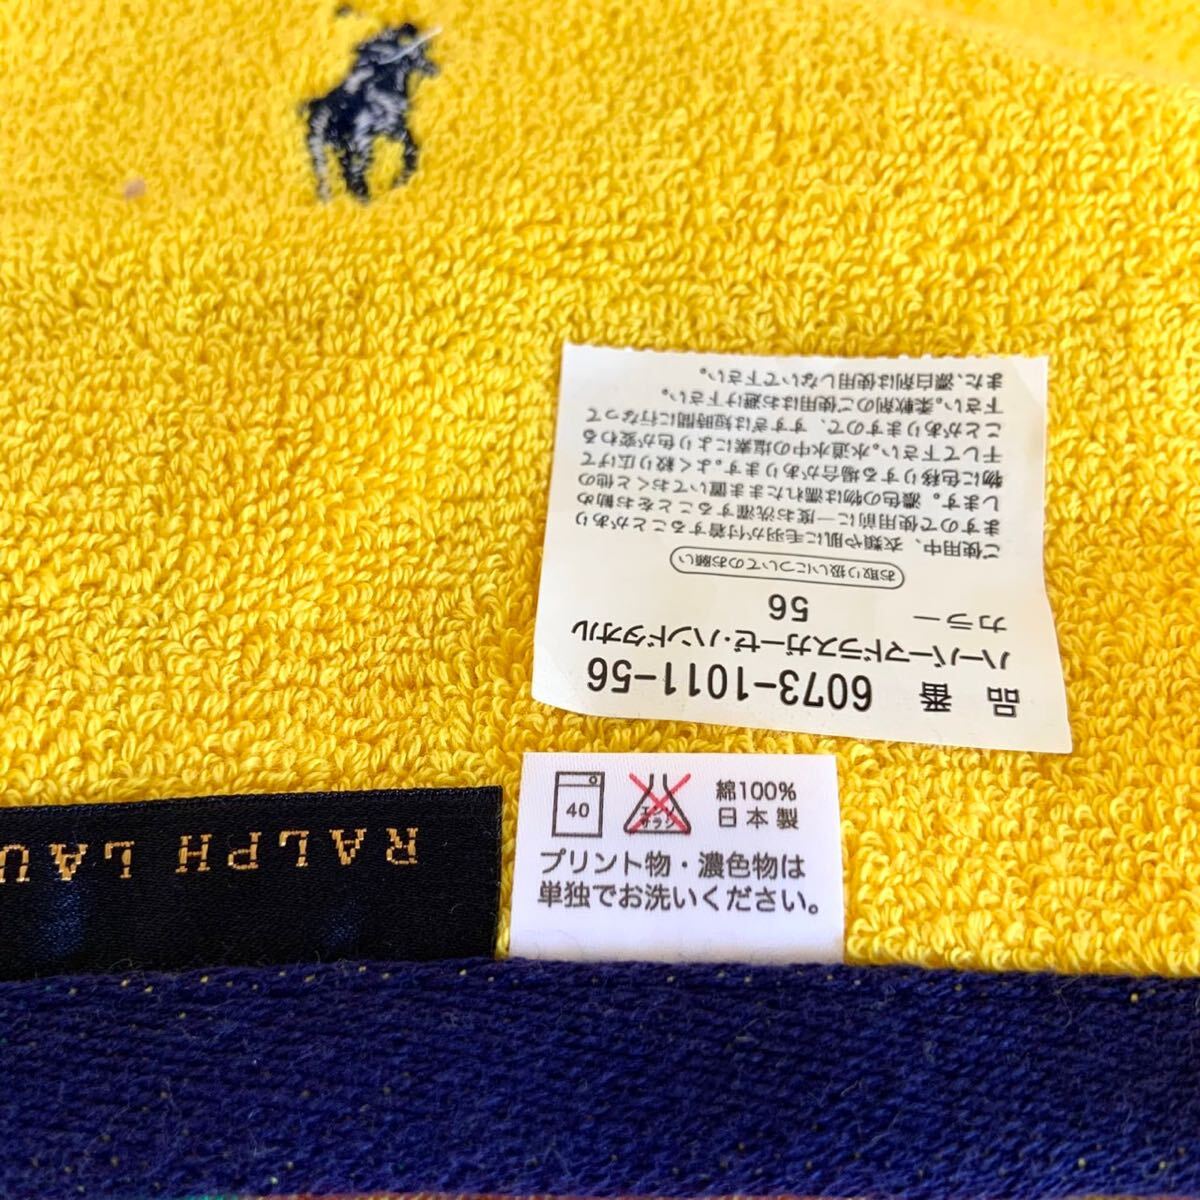 品 番 6073-1011-56
ハーバーマドラスガーゼ・ハンドタオル
カラー 56
お取り扱いについてのお願い
ご使用中、衣類や肌に毛羽が付着することがあり
ますので使用前に一度お洗濯することをお勧め
します。濃色の物は濡れたまま置いておくと他の
物に色移りする場合があります。よく絞り広げて
干して下さい。水道水中の塩素により色が変わる
ことがありますので、すすぎは短時間に行なって
下さい。柔軟剤のご使用はお避け下さい。
また、漂白剤は使用しないで下さい。
40
エンソ
サラシ
綿100%
日本製
プリント物・濃色物は
単独でお洗いください。
RALPH LAU